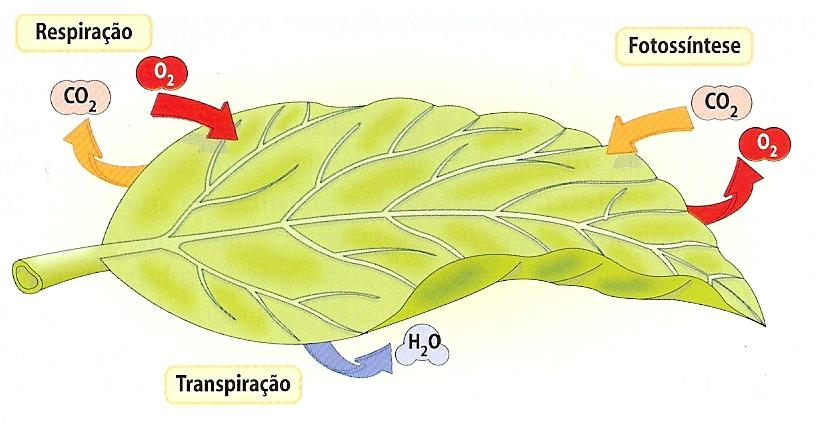 Respiração
O₂
CO₂
Fotossíntese
CO₂
O₂
H₂O
Transpiração